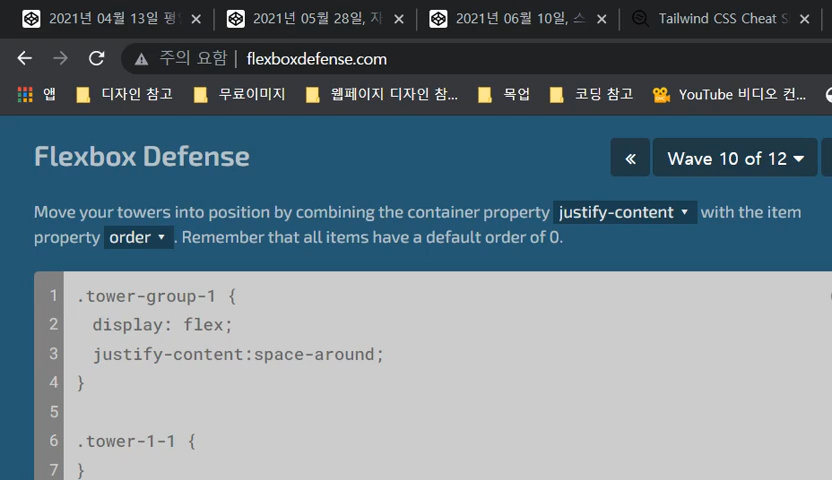 2021년 04월 13일 평일
2021년 05월 28일, 지
2021년 06월 10일, 스
Tailwind CSS Cheat S
주의 요함
flexboxdefense.com
앱
디자인 참고
무료이미지
웹페이지 디자인 참...
목업
코딩 참고
YouTube 비디오 컨...
Flexbox Defense
«
Wave 10 of 12
Move your towers into position by combining the container property justify-content with the item
property order . Remember that all items have a default order of 0.
1 .tower-group-1 {
2 display: flex;
3 justify-content:space-around;
4 }
5
6 .tower-1-1 {
7 }